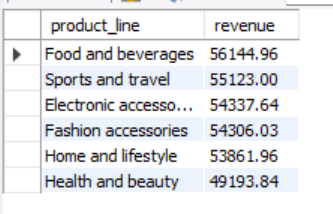 product_line revenue
Food and beverages 56144.96
Sports and travel 55123.00
Electronic accesso... 54337.64
Fashion accessories 54306.03
Home and lifestyle 53861.96
Health and beauty 49193.84